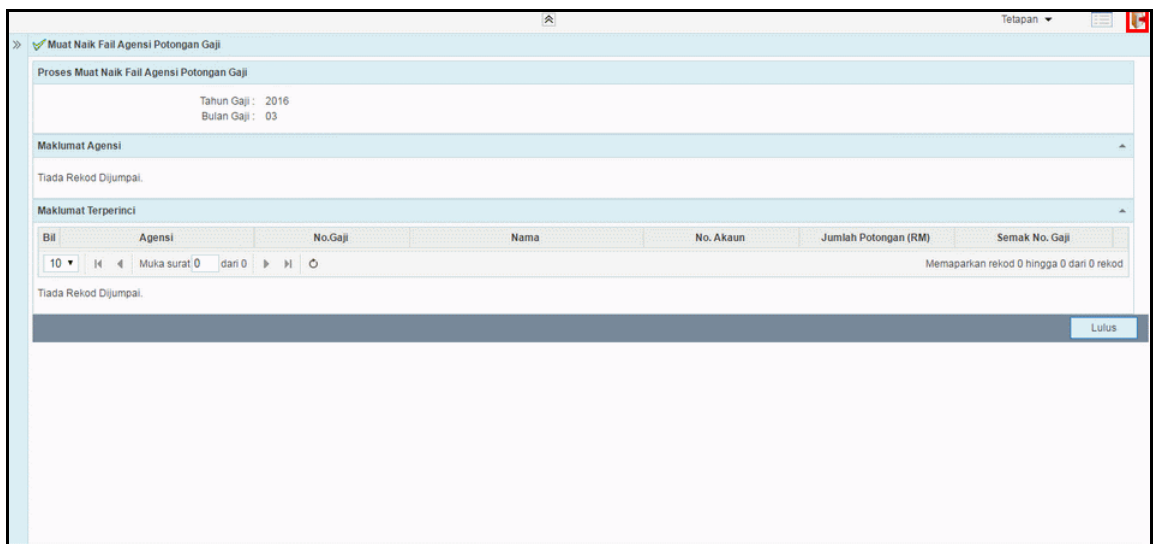 Tetapan
Muat Naik Fail Agensi Potongan Gaji
Proses Muat Naik Fail Agensi Potongan Gaji
Tahun Gaji : 2016
Bulan Gaji : 03
Maklumat Agensi
Tiada Rekod Dijumpai.
Maklumat Terperinci
Bil Agensi No.Gaji Nama No. Akaun Jumlah Potongan (RM) Semak No. Gaji
10 Muka surat 0 dari 0 Memaparkan rekod 0 hingga 0 dari 0 rekod
Tiada Rekod Dijumpai.
Lulus